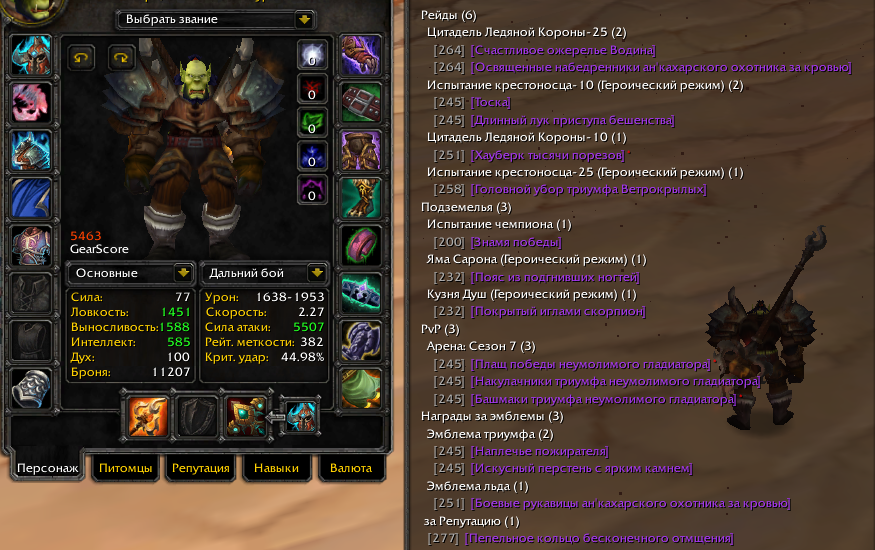 Выбрать звание
0
0
0
0
0
5463
GearScore
Основные
Дальний бой
Сила: 77
Ловкость: 1451
Выносливость: 1588
Интеллект: 585
Дух: 100
Броня: 11207
Урон: 1638-1953
Скорость: 2.27
Сила атаки: 5507
Рейт. меткости: 382
Крит. удар: 44.98%
Персонаж
Питомцы
Репутация
Навыки
Валюта
Рейды (6)
Цитадель Ледяной Короны-25 (2)
[264] [Счастливое ожерелье Водина]
[264] [Освященные набедренники ан'кахарского охотника за кровью]
Испытание крестоносца-10 (Героический режим) (2)
[245] [Тоска]
[245] [Длинный лук приступа бешенства]
Цитадель Ледяной Короны-10 (1)
[251] [Хауберк тысячи порезов]
Испытание крестоносца-25 (Героический режим) (1)
[258] [Головной убор триумфа Ветрокрылых]
Подземелья (3)
Испытание чемпиона (1)
[200] [Знамя победы]
Яма Сарона (Героический режим) (1)
[232] [Пояс из подгнивших ногтей]
Кузня Душ (Героический режим) (1)
[232] [Покрытый иглами скорпион]
PvP (3)
Арена: Сезон 7 (3)
[245] [Плащ победы неумолимого гладиатора]
[245] [Накулачники триумфа неумолимого гладиатора]
[245] [Башмаки триумфа неумолимого гладиатора]
Награды за эмблемы (3)
Эмблема триумфа (2)
[245] [Наплечье пожирателя]
[245] [Искусный перстень с ярким камнем]
Эмблема льда (1)
[251] [Боевые рукавицы ан'кахарского охотника за кровью]
за Репутацию (1)
[277] [Пепельное кольцо бесконечного отмщения]